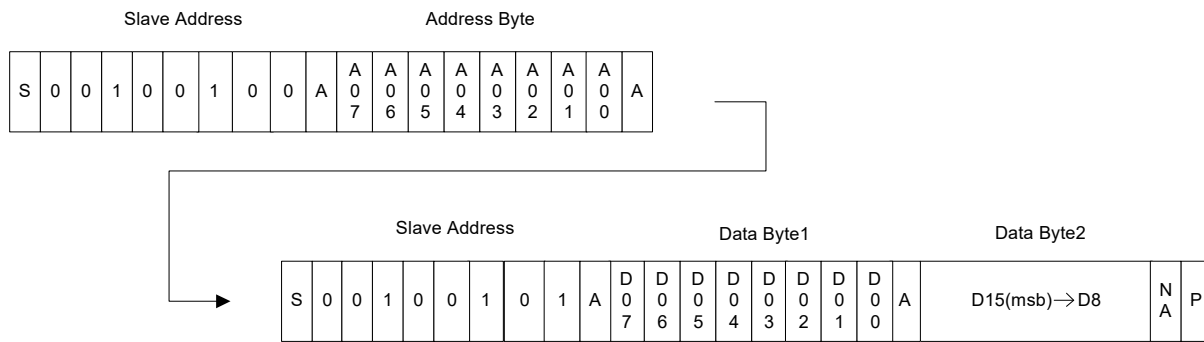 Slave Address Address Byte
S 0 0 1 0 0 1 0 0 A A07 A06 A05 A04 A03 A02 A01 A00 A
Slave Address Data Byte1 Data Byte2
S 0 0 1 0 0 1 0 1 A D07 D06 D05 D04 D03 D02 D01 D00 A D15(msb)→D8 NA P